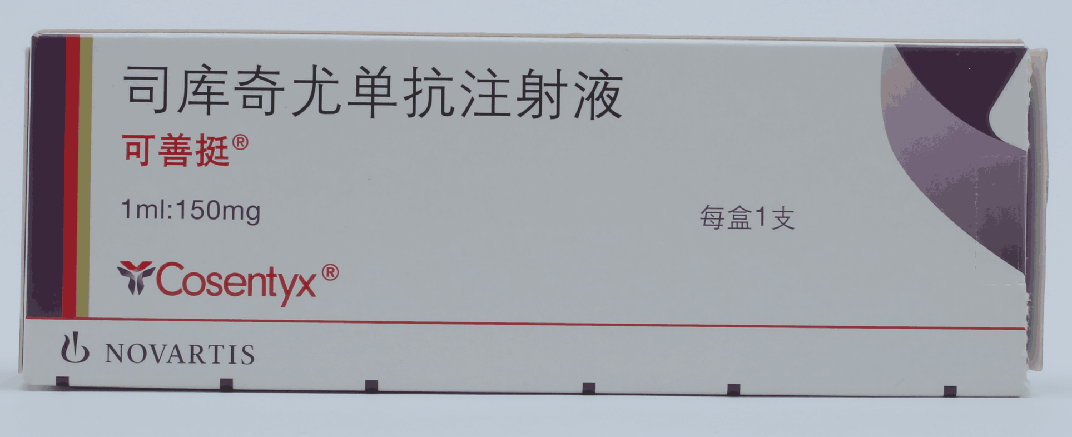 司库奇尤单抗注射液
可善挺®
1ml:150mg
每盒1支
Cosentyx®
NOVARTIS